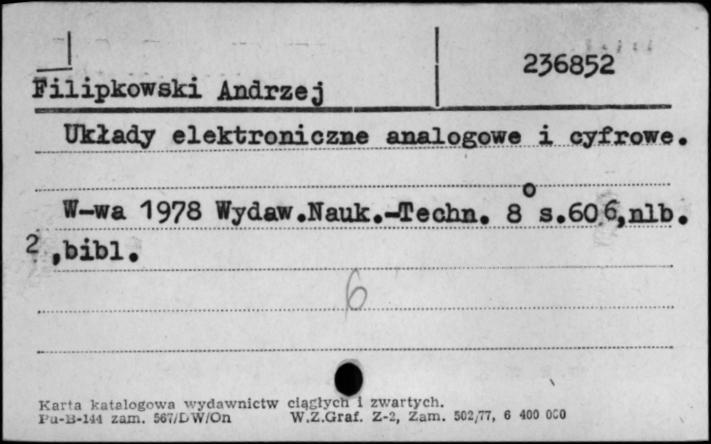 236852
Filipkowski Andrzej
Układy elektroniczne analogowe i cyfrowe.
W-wa 1978 Wydaw.Nauk.-Techn. 8° s.606,nlb.
2,bibl.
6
Karta katalogowa wydawnictw ciągłych i zwartych.
Pu-B-144 zam. 567/DW/On W.Z.Graf. Z-2, Zam. 502/77, 6 400 000